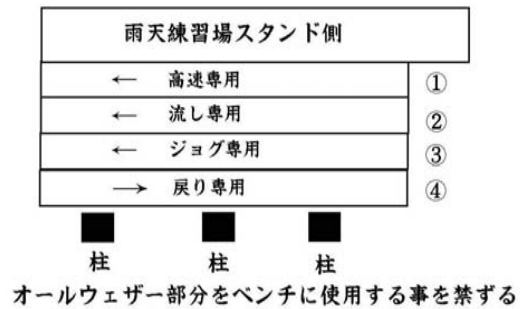 雨天練習場スタンド側
← 高速専用 ①
← 流し専用 ②
← ジョグ専用 ③
→ 戻り専用 ④
柱 柱 柱
オールウェザー部分をベンチに使用する事を禁ずる